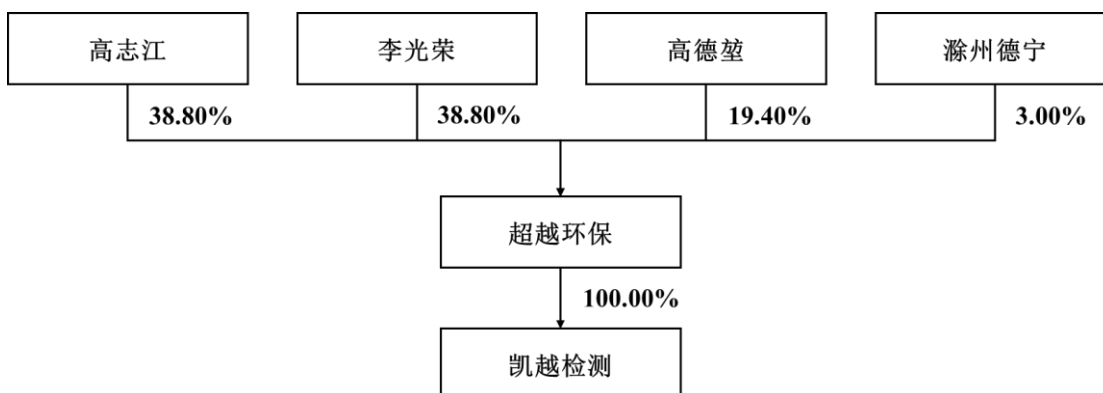 高志江
李光荣
高德堃
滁州德宁
38.80%
38.80%
19.40%
3.00%
超越环保
100.00%
凯越检测